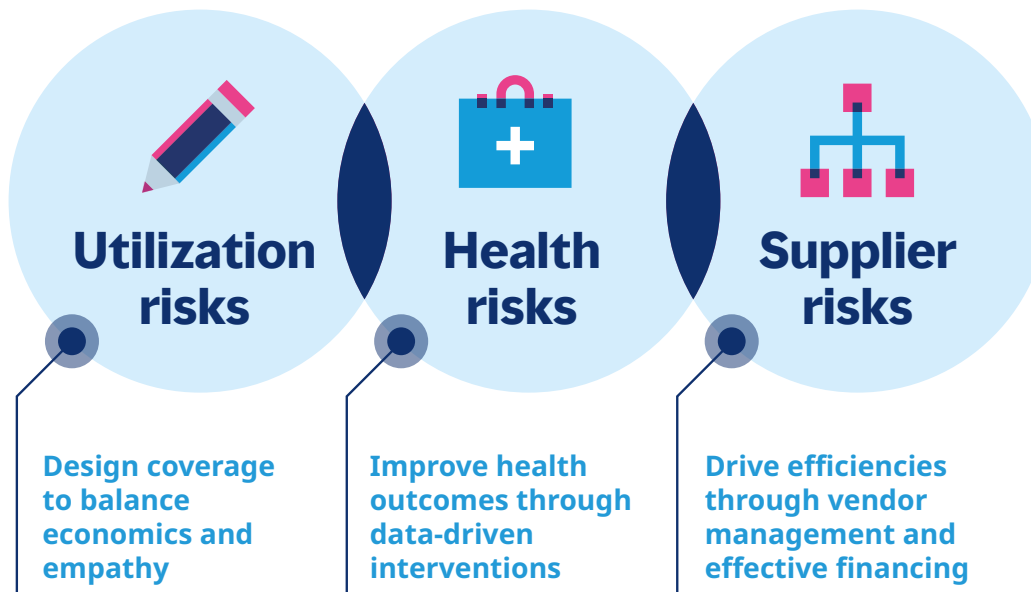 Utilization
risks
Health
risks
Supplier
risks
Design coverage
to balance
economics and
empathy
Improve health
outcomes through
data-driven
interventions
Drive efficiencies
through vendor
management and
effective financing